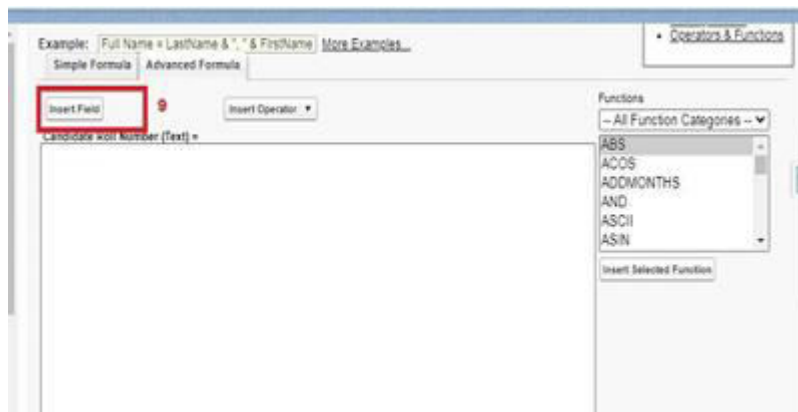 Operators & Functions
Example: Full Name = LastName & ", " & FirstName More Examples...
Simple Formula Advanced Formula
Insert Field 9 Insert Operator ▼
Functions
-- All Function Categories --
Candidate Roll Number (Text) =
ABS
ACOS
ADDMONTHS
AND
ASCII
ASIN
Insert Selected Function